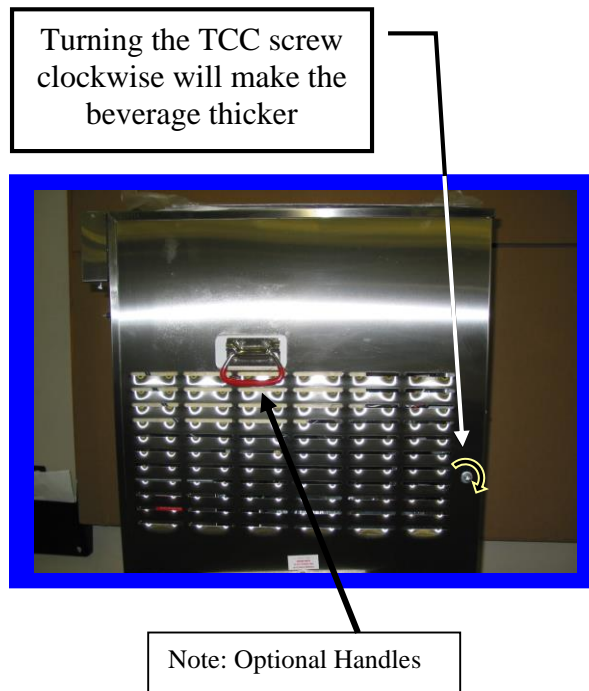 Turning the TCC screw
clockwise will make the
beverage thicker
Note: Optional Handles